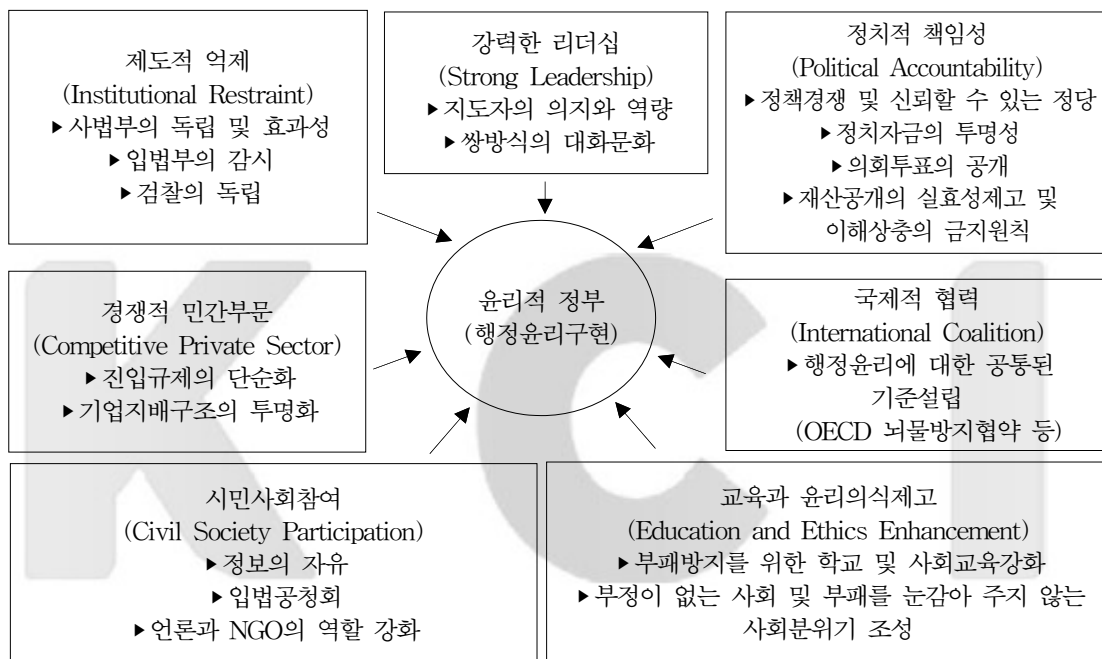 제도적 억제
(Institutional Restraint)
▶사법부의 독립 및 효과성
▶입법부의 감시
▶검찰의 독립
강력한 리더십
(Strong Leadership)
▶지도자의 의지와 역량
▶쌍방식의 대화문화
정치적 책임성
(Political Accountability)
▶정책경쟁 및 신뢰할 수 있는 정당
▶정치자금의 투명성
▶의회투표의 공개
▶재산공개의 실효성제고 및
이해상충의 금지원칙
경쟁적 민간부문
(Competitive Private Sector)
▶진입규제의 단순화
▶기업지배구조의 투명화
윤리적 정부
(행정윤리구현)
국제적 협력
(International Coalition)
▶행정윤리에 대한 공통된
기준설립
(OECD 뇌물방지협약 등)
시민사회참여
(Civil Society Participation)
▶정보의 자유
▶입법공청회
▶언론과 NGO의 역할 강화
교육과 윤리의식제고
(Education and Ethics Enhancement)
▶부패방지를 위한 학교 및 사회교육강화
▶부정이 없는 사회 및 부패를 눈감아 주지 않는
사회분위기 조성
KCI